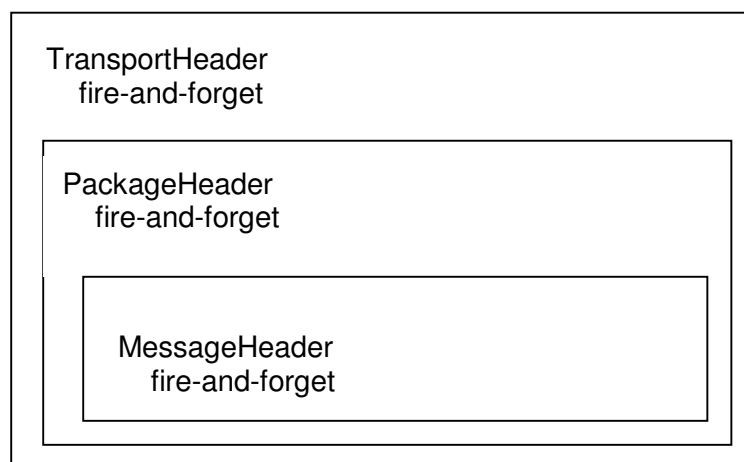 TransportHeader
fire-and-forget
PackageHeader
fire-and-forget
MessageHeader
fire-and-forget